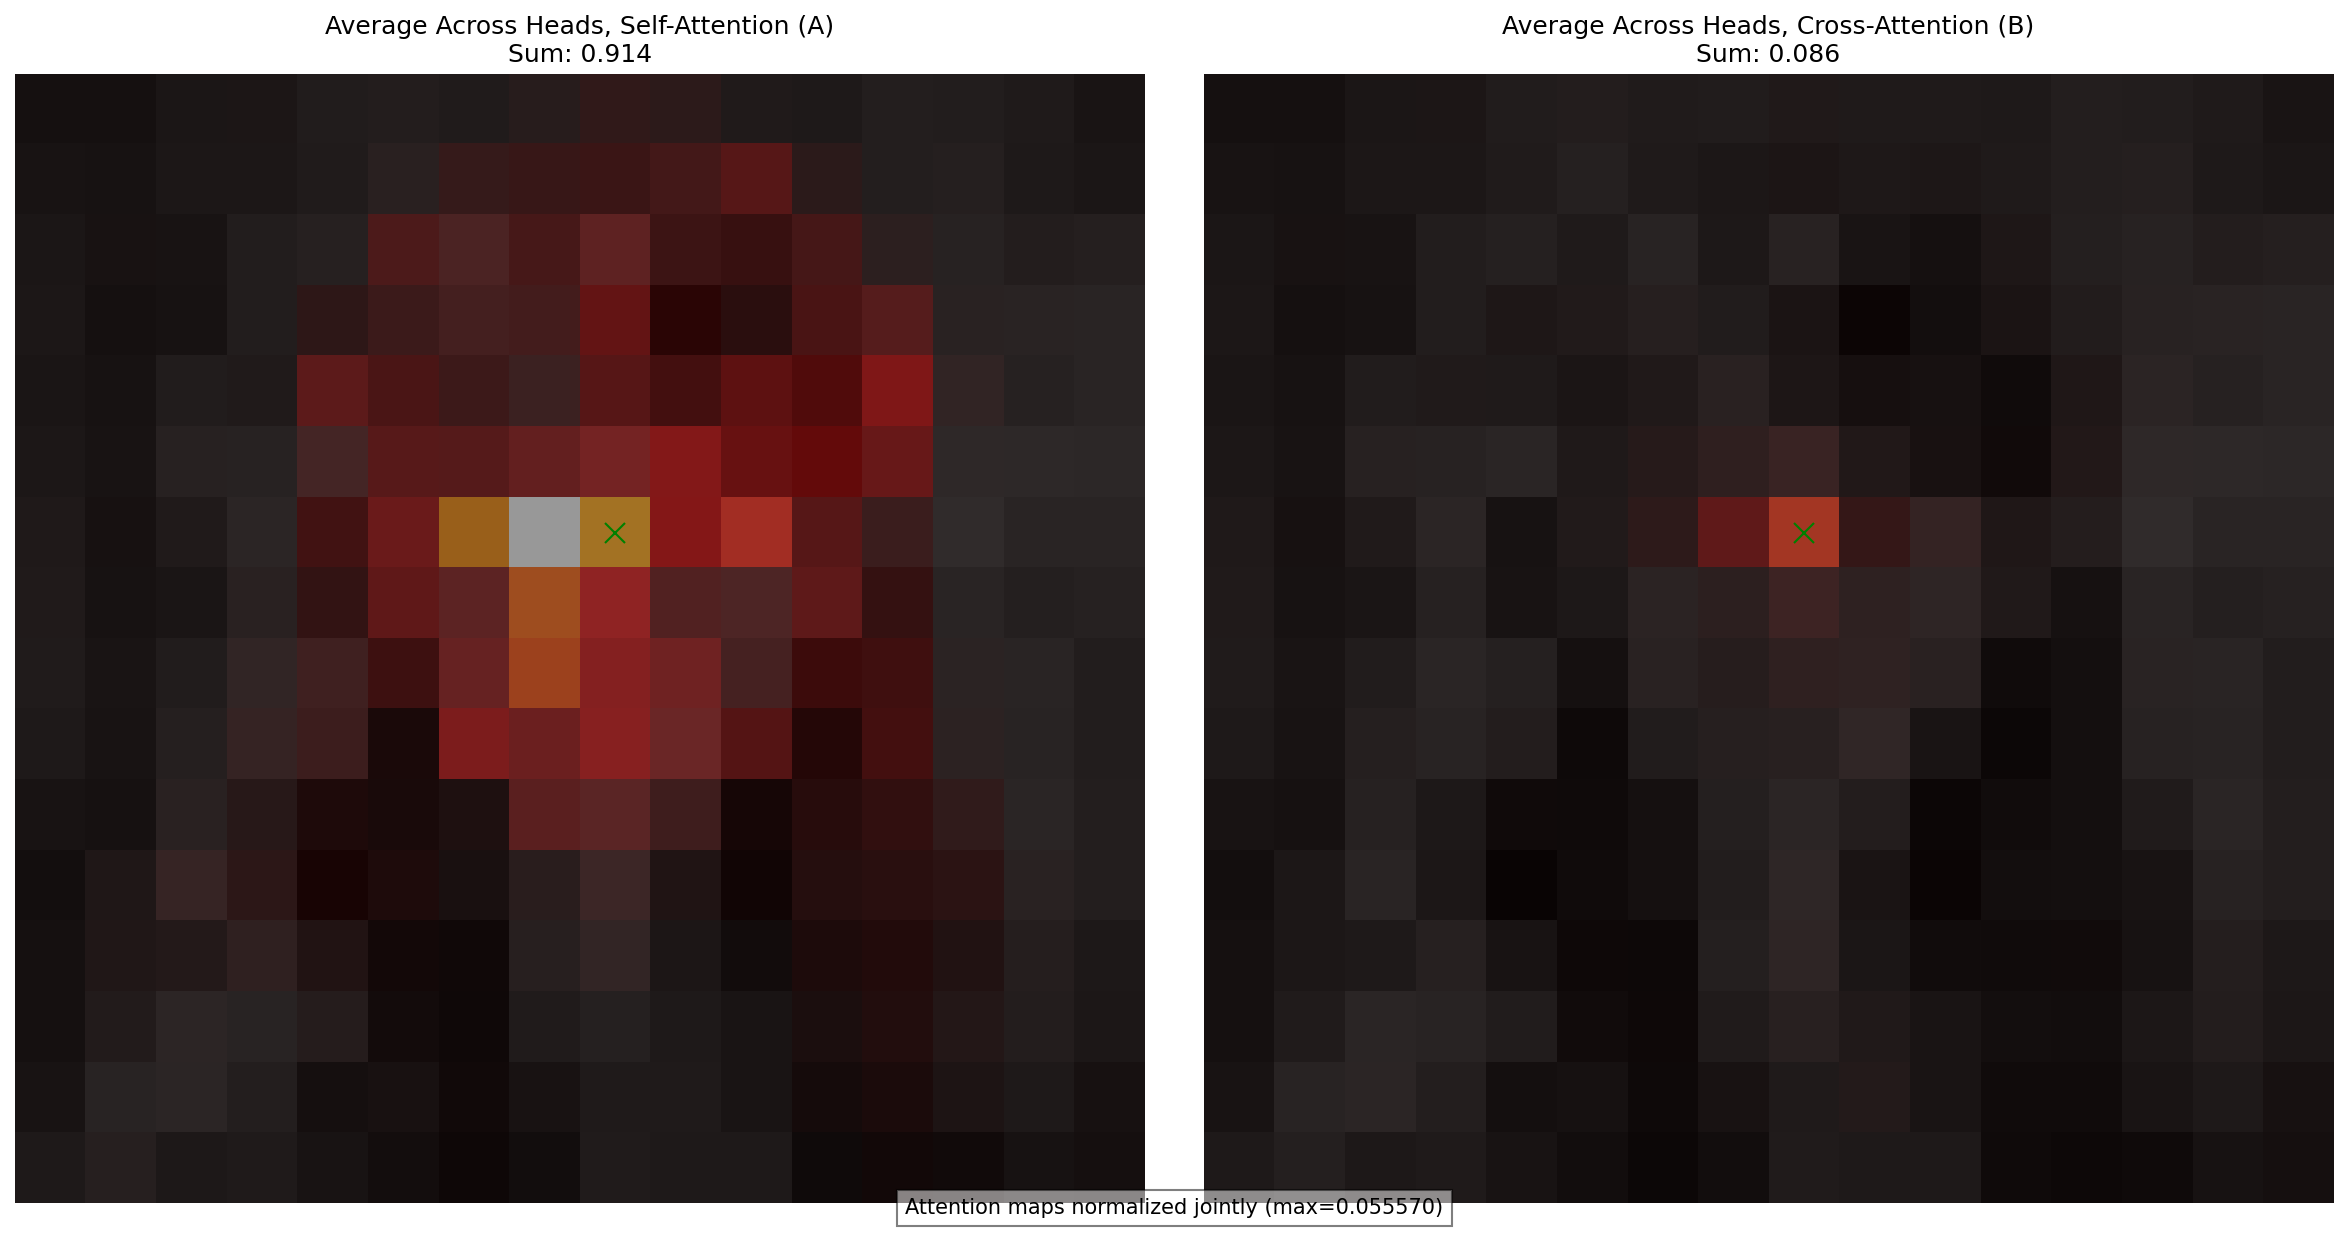 Average Across Heads, Self-Attention (A)
Sum: 0.914
Average Across Heads, Cross-Attention (B)
Sum: 0.086
Attention maps normalized jointly (max=0.055570)